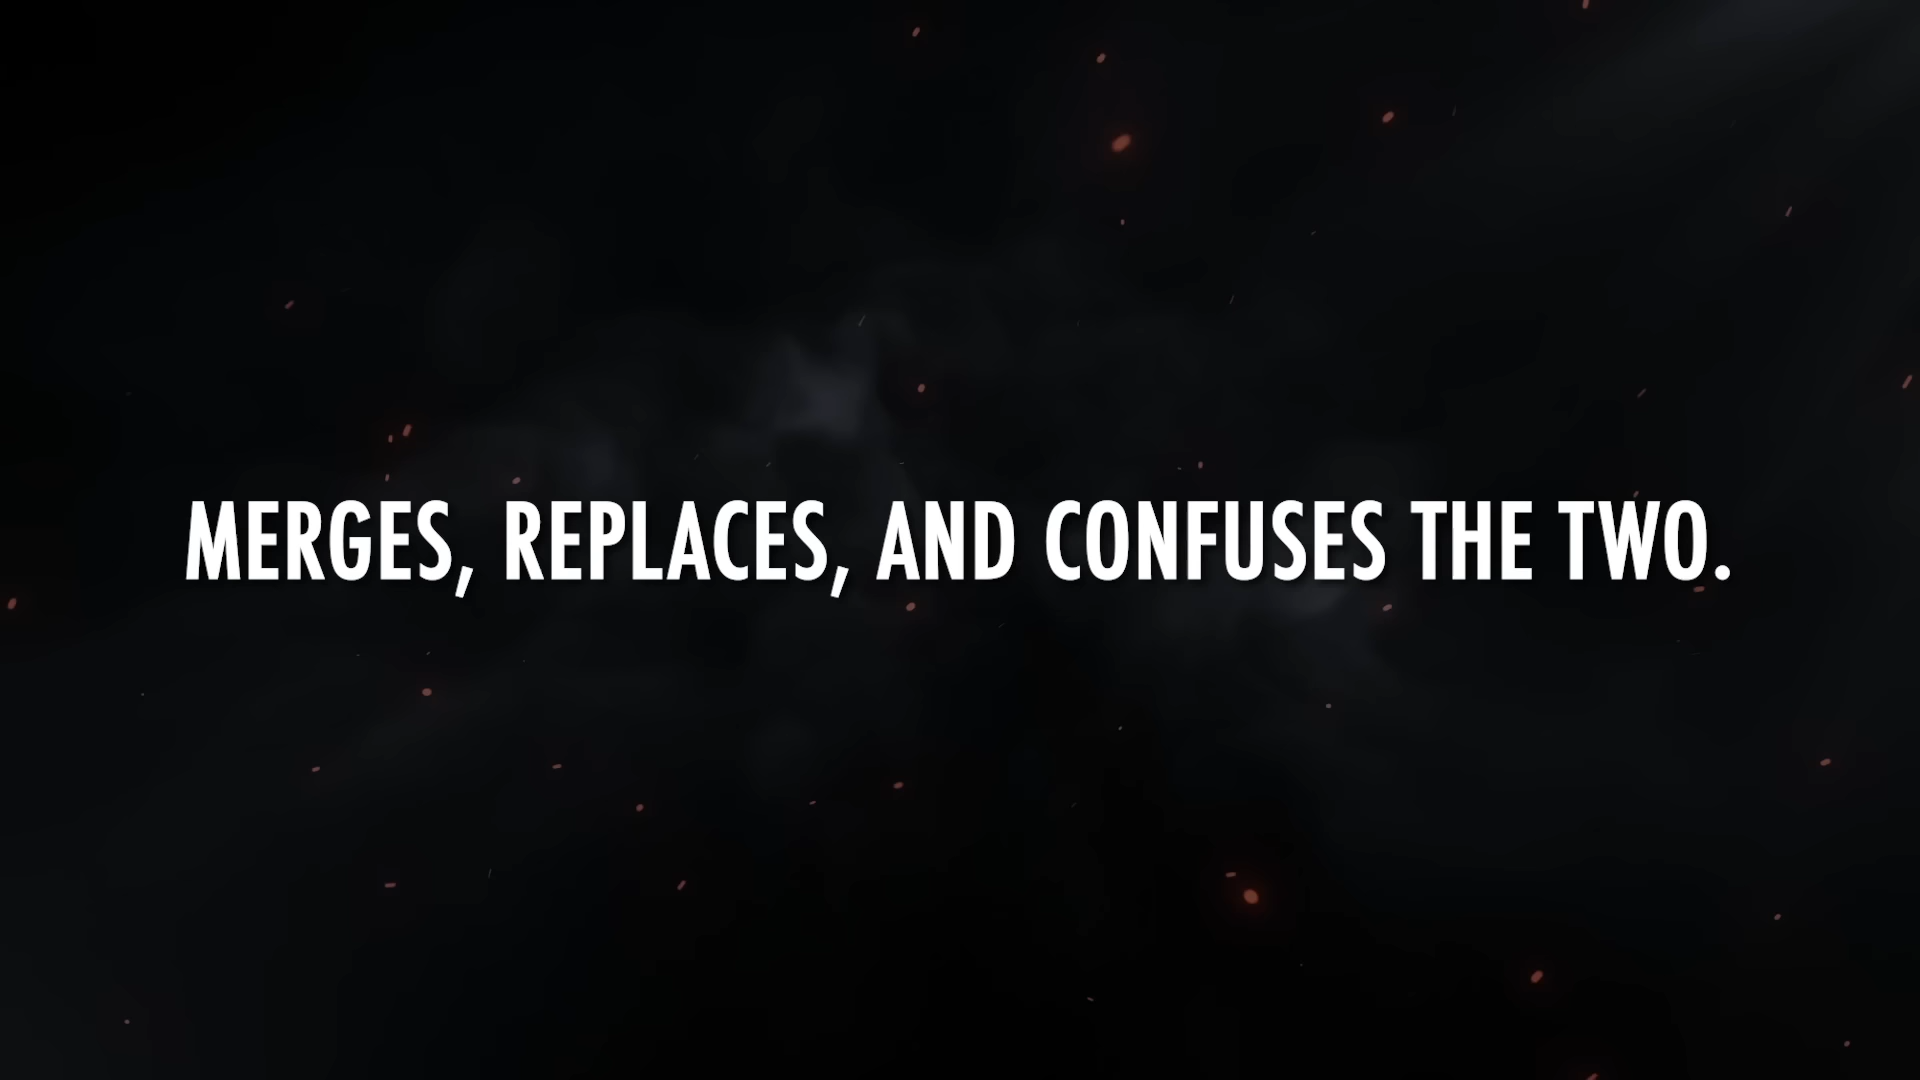 MERGES, REPLACES, AND CONFUSES THE TWO.